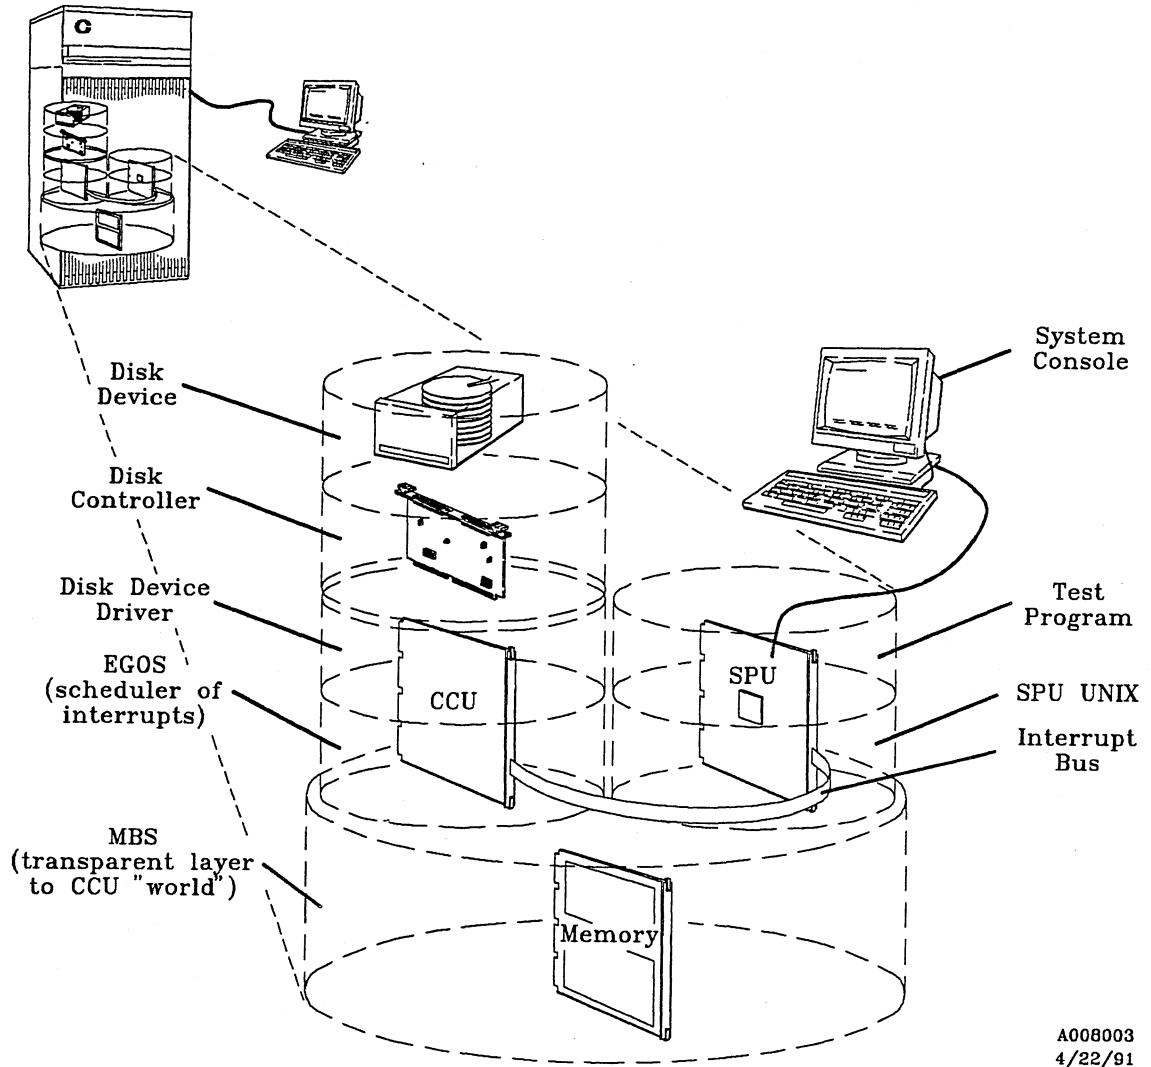 C
System
Console
Disk
Device
Disk
Controller
Disk Device
Driver
Test
Program
EGOS
(scheduler of
interrupts)
CCU
SPU
SPU UNIX
Interrupt
Bus
MBS
(transparent layer
to CCU "world")
Memory
A008003
4/22/91